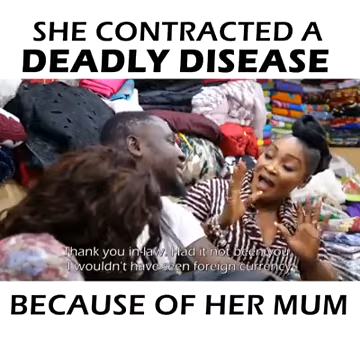 SHE CONTRACTED A
DEADLY DISEASE
Thank you in-law. Had it not been you,
I wouldn't have seen foreign currency.
BECAUSE OF HER MUM